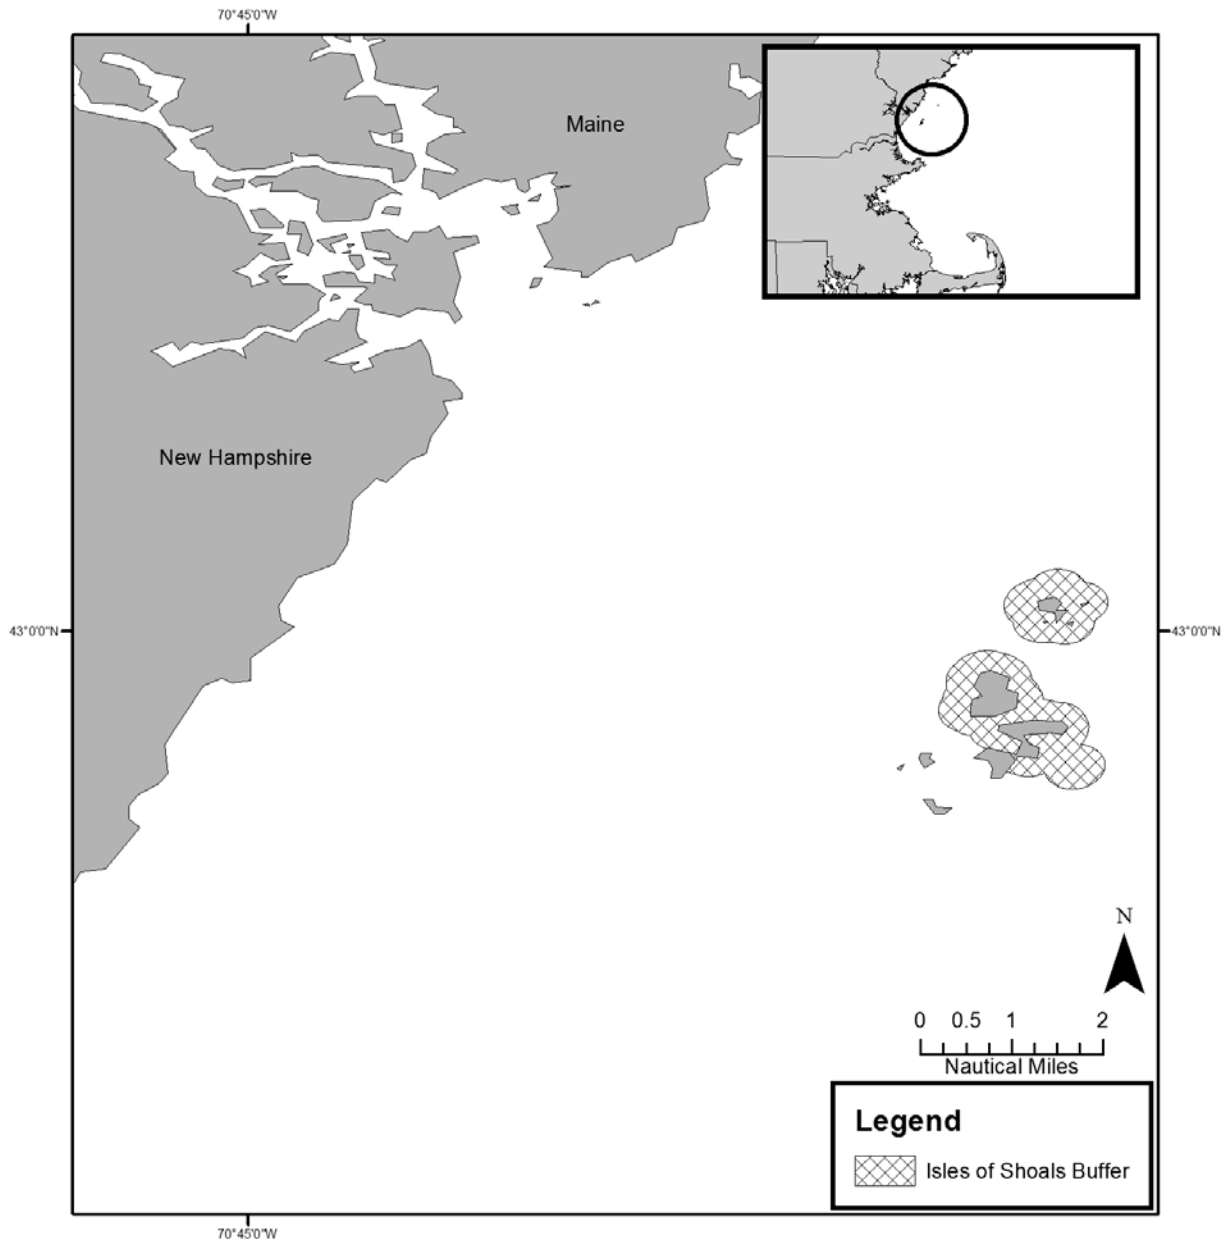 70°45'0"W
Maine
New Hampshire
43°0'0"N
43°0'0"N
N
0 0.5 1 2
Nautical Miles
Legend
Isles of Shoals Buffer
70°45'0"W